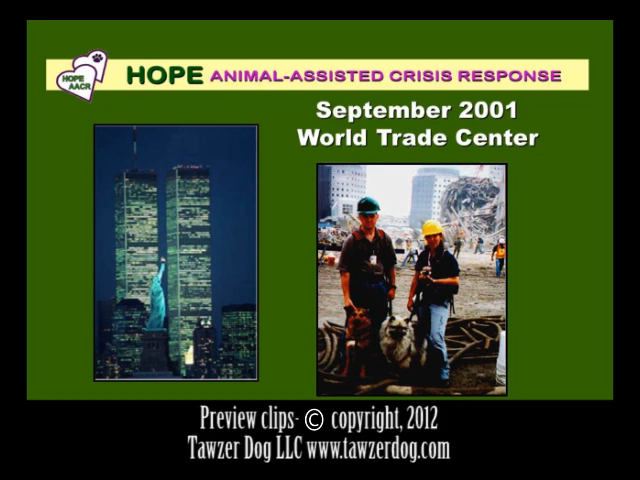 HOPE
AACR
HOPE ANIMAL-ASSISTED CRISIS RESPONSE
September 2001
World Trade Center
Preview clips- © copyright, 2012
Tawzer Dog LLC www.tawzerdog.com